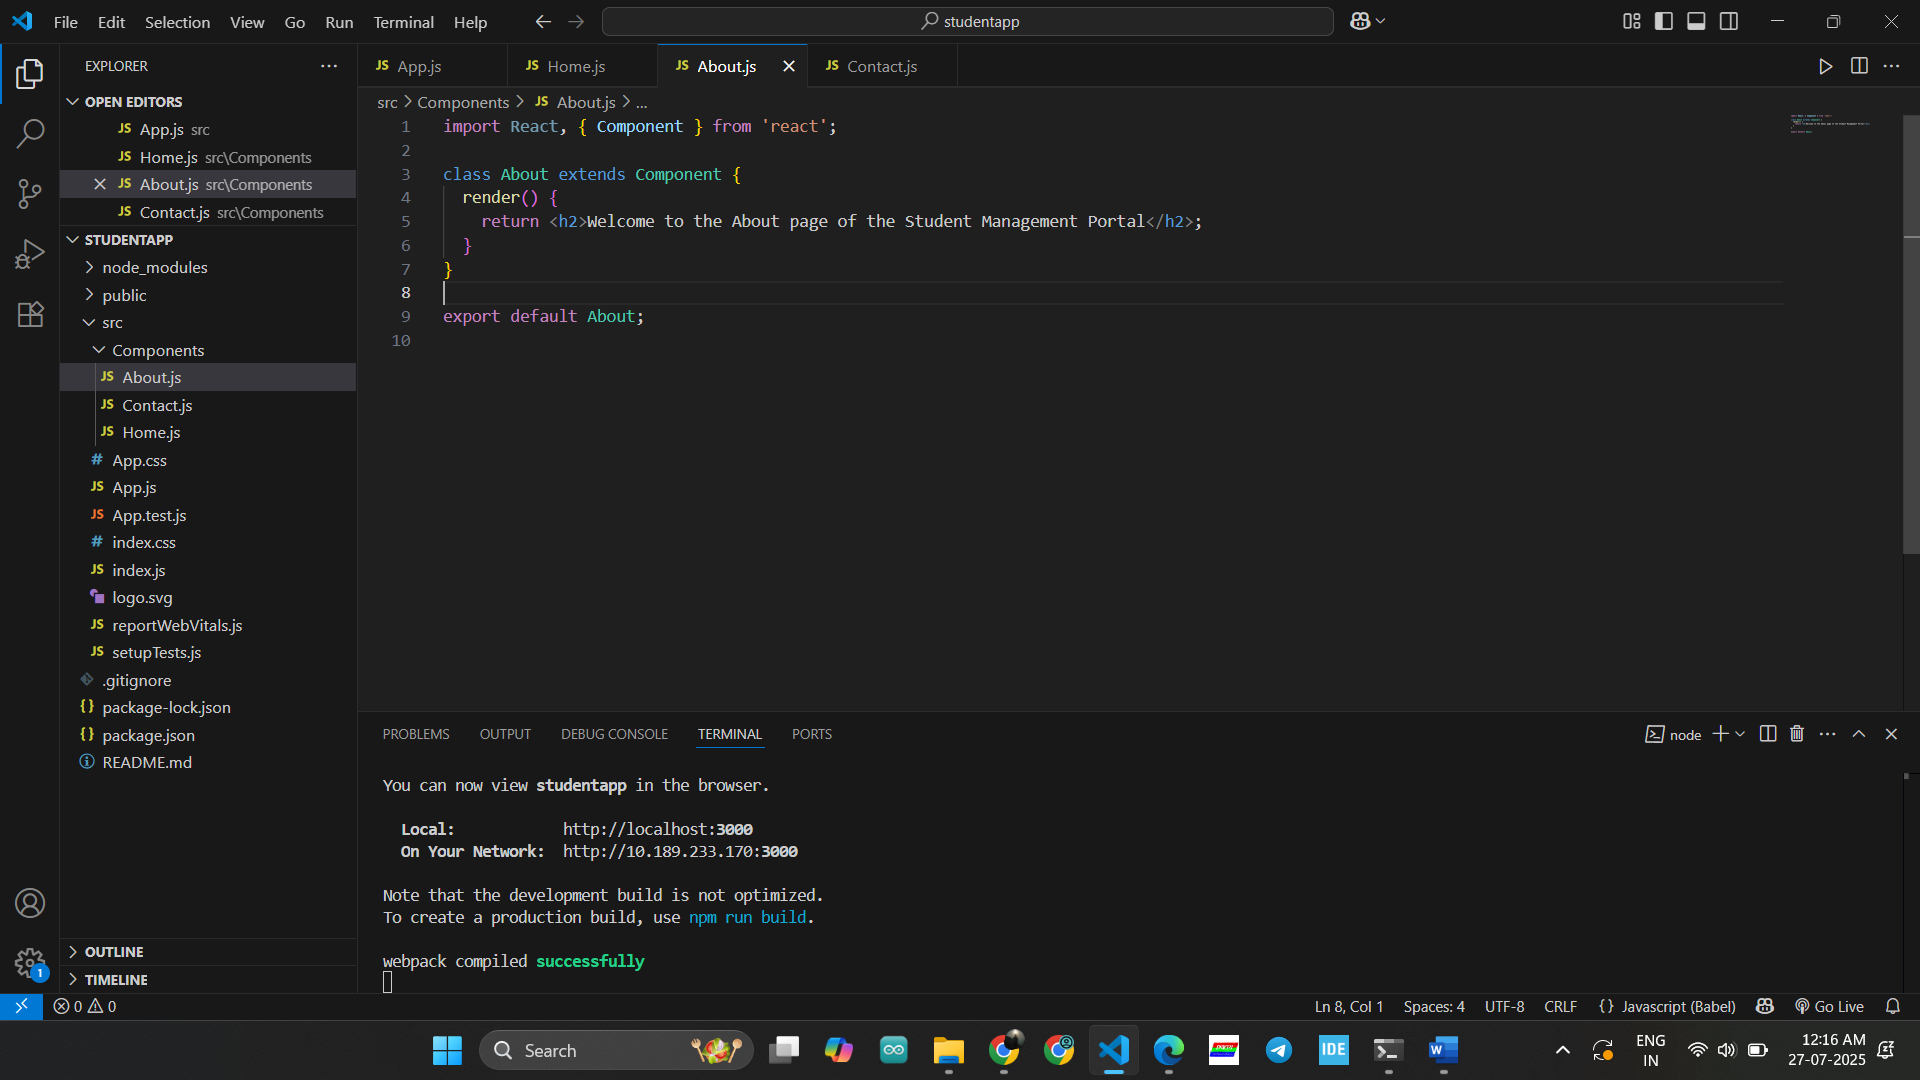 File Edit Selection View Go Run Terminal Help
studentapp
EXPLORER
OPEN EDITORS
JS App.js src
JS Home.js src\Components
JS About.js src\Components
JS Contact.js src\Components
STUDENTAPP
node_modules
public
src
Components
JS About.js
JS Contact.js
JS Home.js
# App.css
JS App.js
JS App.test.js
# index.css
JS index.js
logo.svg
JS reportWebVitals.js
JS setupTests.js
.gitignore
{} package-lock.json
{} package.json
README.md
OUTLINE
TIMELINE
JS App.js JS Home.js JS About.js JS Contact.js
src > Components > JS About.js > ...
1 import React, { Component } from 'react';
2
3 class About extends Component {
4 render() {
5 return <h2>Welcome to the About page of the Student Management Portal</h2>;
6 }
7 }
8
9 export default About;
10
PROBLEMS OUTPUT DEBUG CONSOLE TERMINAL PORTS
node
You can now view studentapp in the browser.
Local: http://localhost:3000
On Your Network: http://10.189.233.170:3000
Note that the development build is not optimized.
To create a production build, use npm run build.
webpack compiled successfully
1
0 0
Ln 8, Col 1 Spaces: 4 UTF-8 CRLF {} Javascript (Babel) Go Live
Search
IDE
W
ENG
IN
12:16 AM
27-07-2025